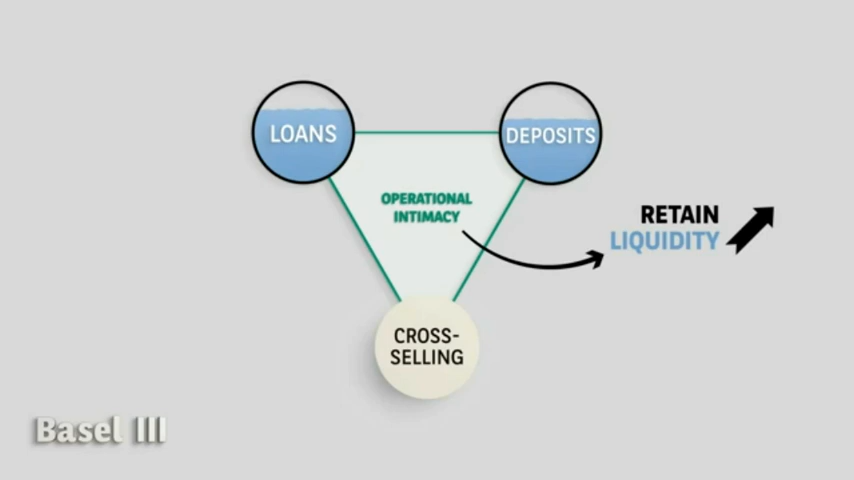 LOANS
DEPOSITS
OPERATIONAL
INTIMACY
RETAIN
LIQUIDITY
CROSS-
SELLING
Basel III